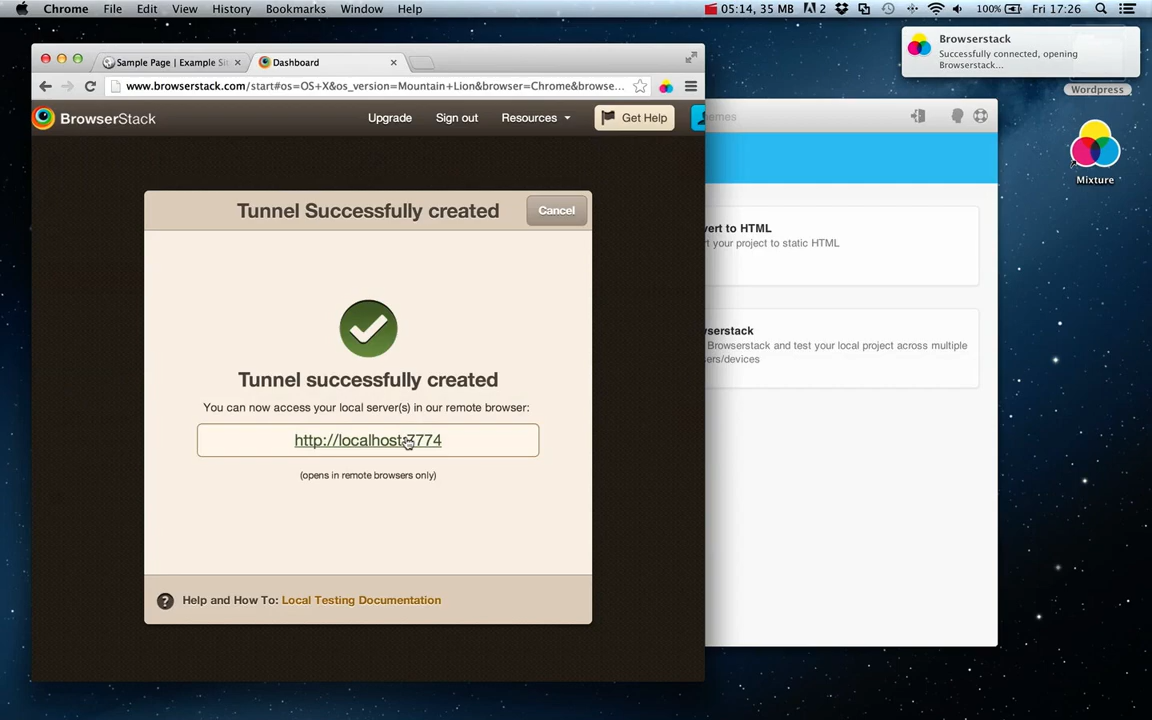 Chrome File Edit View History Bookmarks Window Help
05:14, 35 MB 2 100% Fri 17:26
Browserstack
Successfully connected, opening
Browserstack...
Wordpress
Mixture
Sample Page | Example Si
Dashboard
www.browserstack.com/start#os=OS+X&os_version=Mountain+Lion&browser=Chrome&browse...
BrowserStack
Upgrade Sign out Resources Get Help
Tunnel Successfully created
Cancel
Tunnel successfully created
You can now access your local server(s) in our remote browser:
http://localhost:7774
(opens in remote browsers only)
? Help and How To: Local Testing Documentation
emes
vert to HTML
rt your project to static HTML
wserstack
Browserstack and test your local project across multiple
sers/devices